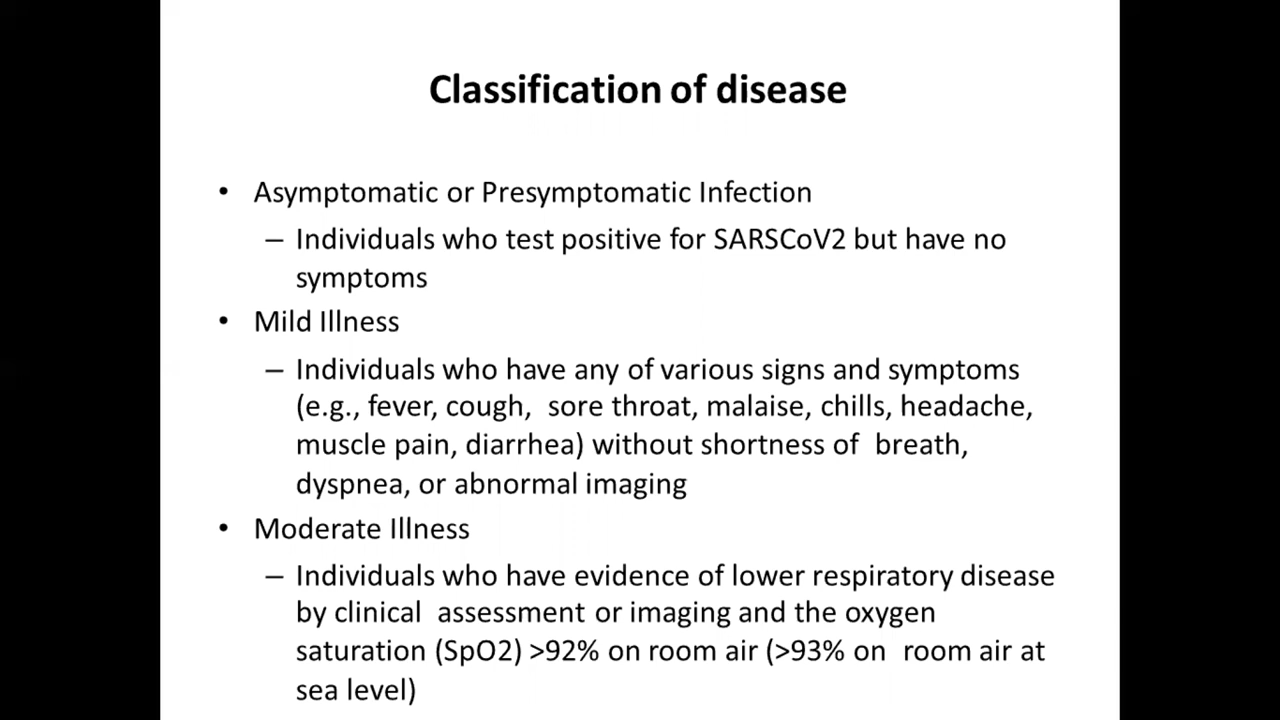 Classification of disease
• Asymptomatic or Presymptomatic Infection
– Individuals who test positive for SARSCoV2 but have no
symptoms
• Mild Illness
– Individuals who have any of various signs and symptoms
(e.g., fever, cough,  sore throat, malaise, chills, headache,
muscle pain, diarrhea) without shortness of  breath,
dyspnea, or abnormal imaging
• Moderate Illness
– Individuals who have evidence of lower respiratory disease
by clinical  assessment or imaging and the oxygen
saturation (SpO2) >92% on room air (>93% on  room air at
sea level)